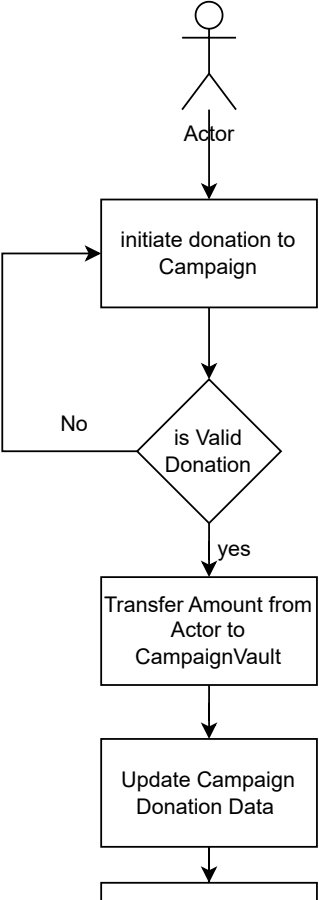 Actor
initiate donation to
Campaign
No
is Valid
Donation
yes
Transfer Amount from
Actor to
CampaignVault
Update Campaign
Donation Data